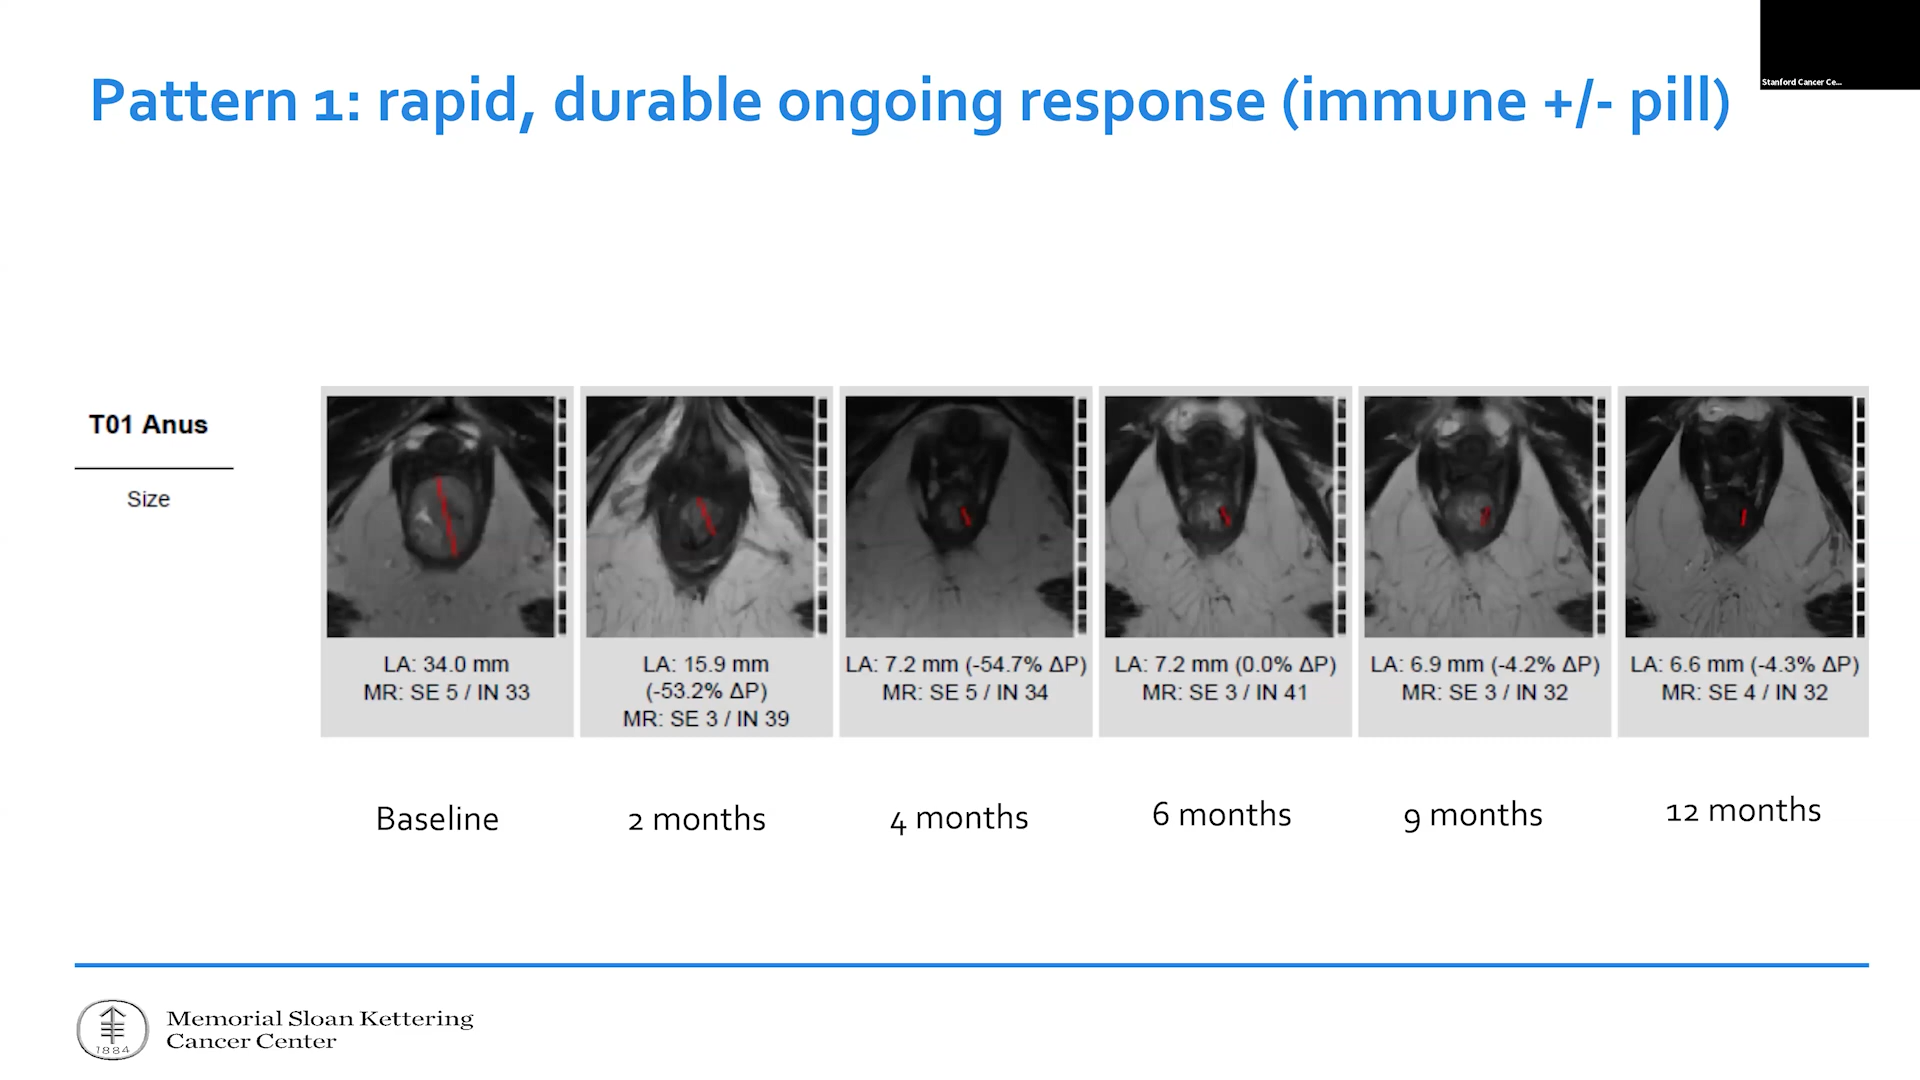 Pattern 1: rapid, durable ongoing response (immune +/- pill)
Stanford Cancer Ce...
T01 Anus
Size
LA: 34.0 mm
MR: SE 5 / IN 33
LA: 15.9 mm
(-53.2% ΔP)
MR: SE 3 / IN 39
LA: 7.2 mm (-54.7% ΔP)
MR: SE 5 / IN 34
LA: 7.2 mm (0.0% ΔP)
MR: SE 3 / IN 41
LA: 6.9 mm (-4.2% ΔP)
MR: SE 3 / IN 32
LA: 6.6 mm (-4.3% ΔP)
MR: SE 4 / IN 32
Baseline
2 months
4 months
6 months
9 months
12 months
1884
Memorial Sloan Kettering
Cancer Center